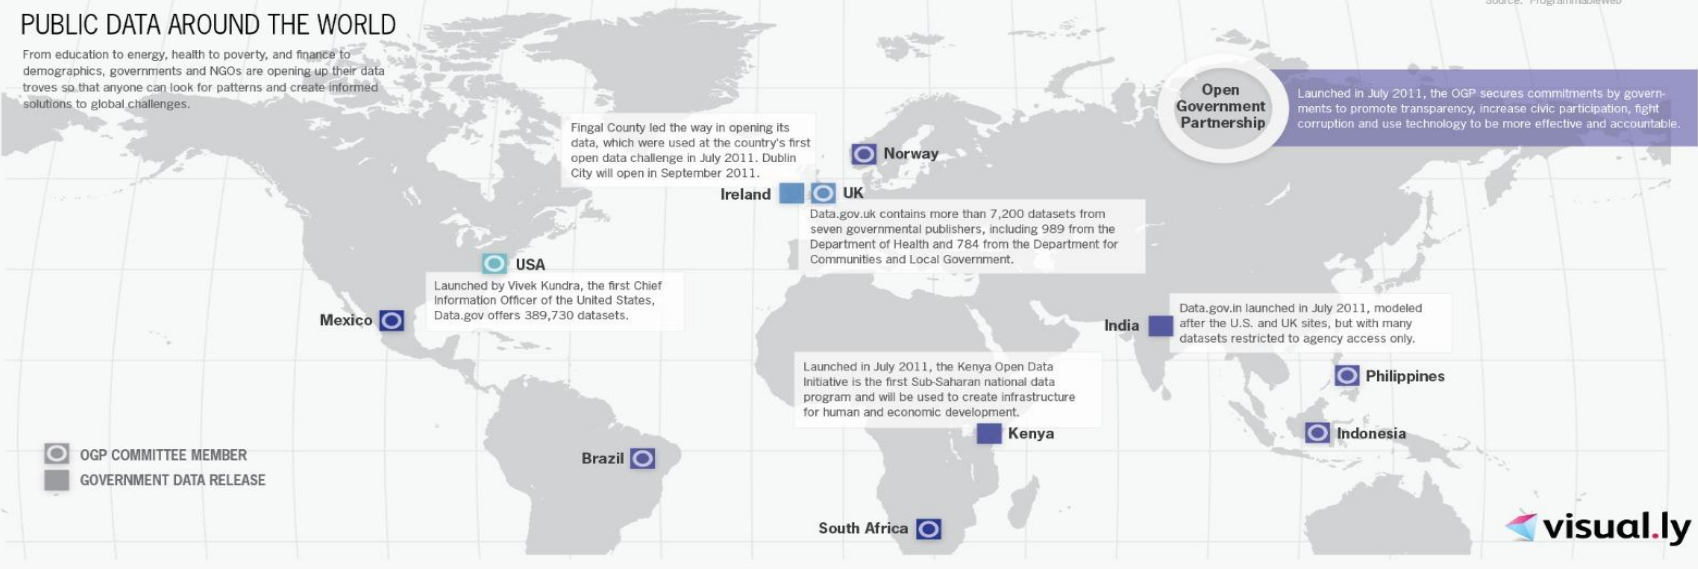 Source: ProgrammableWeb
PUBLIC DATA AROUND THE WORLD
From education to energy, health to poverty, and finance to
demographics, governments and NGOs are opening up their data
troves so that anyone can look for patterns and create informed
solutions to global challenges.
Open
Government
Partnership
Launched in July 2011, the OGP secures commitments by govern-
ments to promote transparency, increase civic participation, fight
corruption and use technology to be more effective and accountable.
Fingal County led the way in opening its
data, which were used at the country's first
open data challenge in July 2011. Dublin
City will open in September 2011.
Norway
Ireland
UK
Data.gov.uk contains more than 7,200 datasets from
seven governmental publishers, including 989 from the
Department of Health and 784 from the Department for
Communities and Local Government.
USA
Launched by Vivek Kundra, the first Chief
Information Officer of the United States,
Data.gov offers 389,730 datasets.
Mexico
India
Data.gov.in launched in July 2011, modeled
after the U.S. and UK sites, but with many
datasets restricted to agency access only.
Launched in July 2011, the Kenya Open Data
Initiative is the first Sub-Saharan national data
program and will be used to create infrastructure
for human and economic development.
Philippines
Kenya
Indonesia
Brazil
OGP COMMITTEE MEMBER
GOVERNMENT DATA RELEASE
South Africa
visual.ly